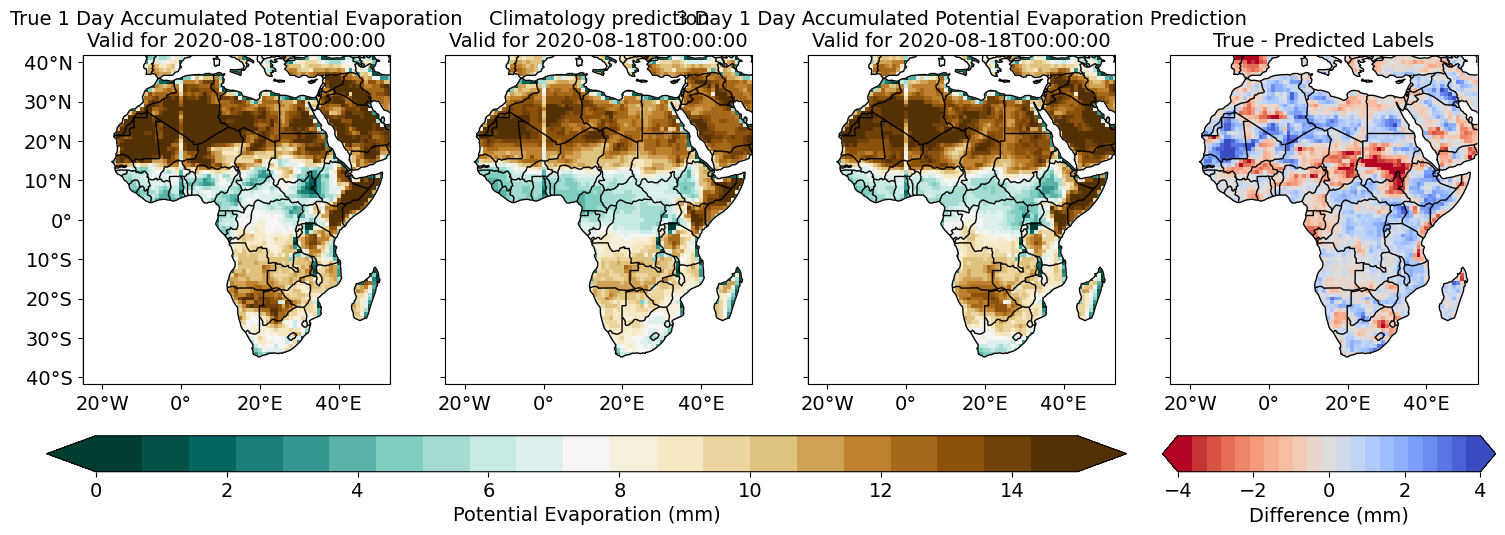 True 1 Day Accumulated Potential Evaporation
Valid for 2020-08-18T00:00:00
Climatology prediction
Valid for 2020-08-18T00:00:00
3 Day 1 Day Accumulated Potential Evaporation Prediction
Valid for 2020-08-18T00:00:00
True - Predicted Labels
40°N
30°N
20°N
10°N
0°
10°S
20°S
30°S
40°S
20°W 0° 20°E 40°E
20°W 0° 20°E 40°E
20°W 0° 20°E 40°E
20°W 0° 20°E 40°E
0 2 4 6 8 10 12 14
Potential Evaporation (mm)
−4 −2 0 2 4
Difference (mm)